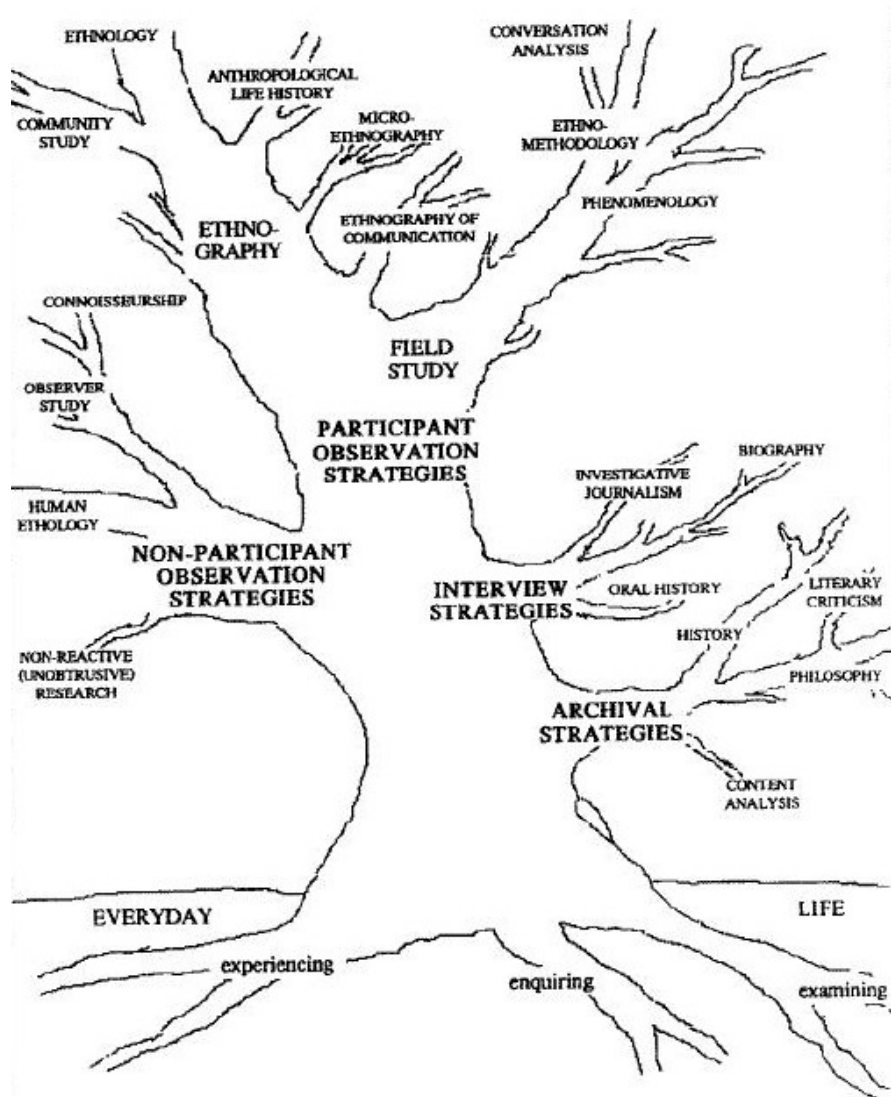 ETHNOLOGY
CONVERSATION
ANALYSIS
ANTHROPOLOGICAL
LIFE HISTORY
COMMUNITY
STUDY
MICRO-
ETHNOGRAPHY
ETHNO-
METHODOLOGY
ETHNO-
GRAPHY
ETHNOGRAPHY OF
COMMUNICATION
PHENOMENOLOGY
CONNOISSEURSHIP
FIELD
STUDY
OBSERVER
STUDY
PARTICIPANT
OBSERVATION
STRATEGIES
BIOGRAPHY
INVESTIGATIVE
JOURNALISM
HUMAN
ETHOLOGY
NON-PARTICIPANT
OBSERVATION
STRATEGIES
INTERVIEW
STRATEGIES
ORAL HISTORY
LITERARY
CRITICISM
HISTORY
NON-REACTIVE
(UNOBTRUSIVE)
RESEARCH
PHILOSOPHY
ARCHIVAL
STRATEGIES
CONTENT
ANALYSIS
EVERYDAY
LIFE
experiencing
enquiring
examining